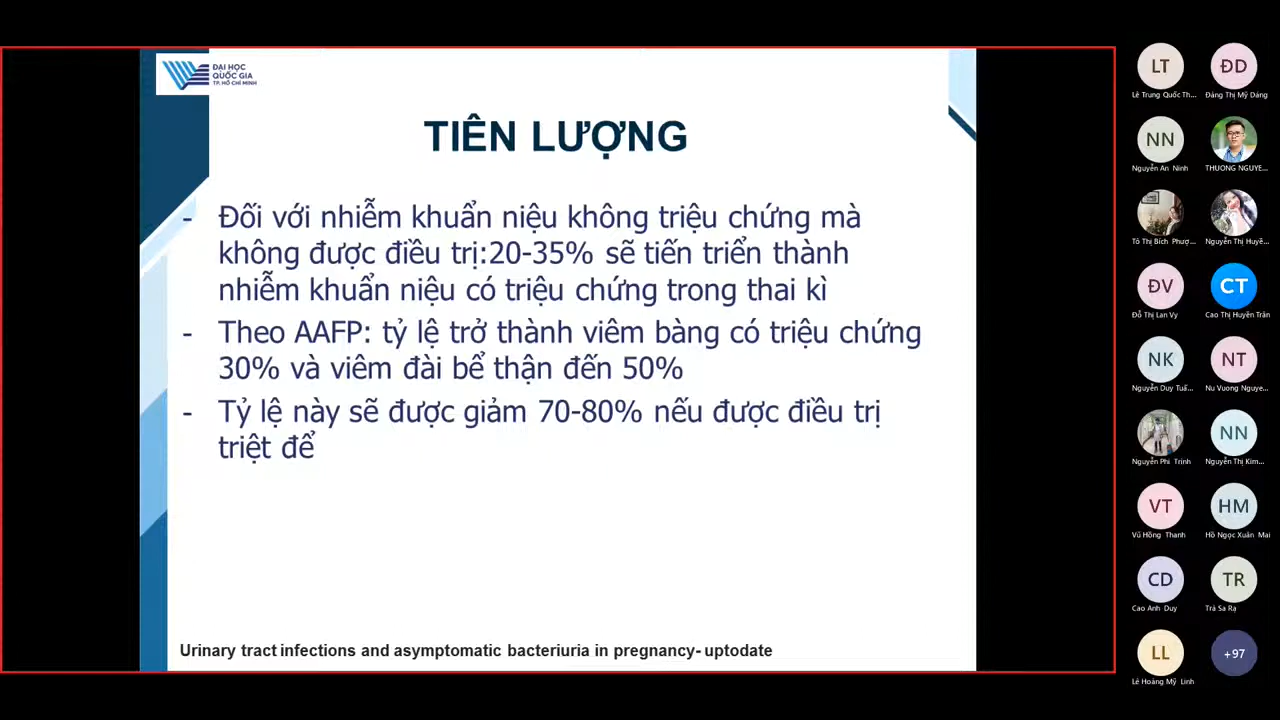 ĐẠI HỌC
QUỐC GIA
TP. HỒ CHÍ MINH
TIÊN LƯỢNG
- Đối với nhiễm khuẩn niệu không triệu chứng mà
không được điều trị:20-35% sẽ tiến triển thành
nhiễm khuẩn niệu có triệu chứng trong thai kì
- Theo AAFP: tỷ lệ trở thành viêm bàng có triệu chứng
30% và viêm đài bể thận đến 50%
- Tỷ lệ này sẽ được giảm 70-80% nếu được điều trị
triệt để
Urinary tract infections and asymptomatic bacteriuria in pregnancy- uptodate
LT
ĐD
Lê Trung Quốc Th...
Đặng Thị Mỹ Dáng
NN
Nguyễn An Ninh
THUONG NGUYE...
Tô Thị Bích Phượ...
Nguyễn Thị Huyề...
ĐV
CT
Đỗ Thị Lan Vy
Cao Thị Huyền Trân
NK
NT
Nguyễn Duy Tuấ...
Nu Vuong Nguye...
NN
Nguyễn Phi Trinh
Nguyễn Thị Kim...
VT
HM
Vũ Hồng Thanh
Hồ Ngọc Xuân Mai
CD
TR
Cao Anh Duy
Trà Sa Rạ
LL
+97
Lê Hoàng Mỹ Linh